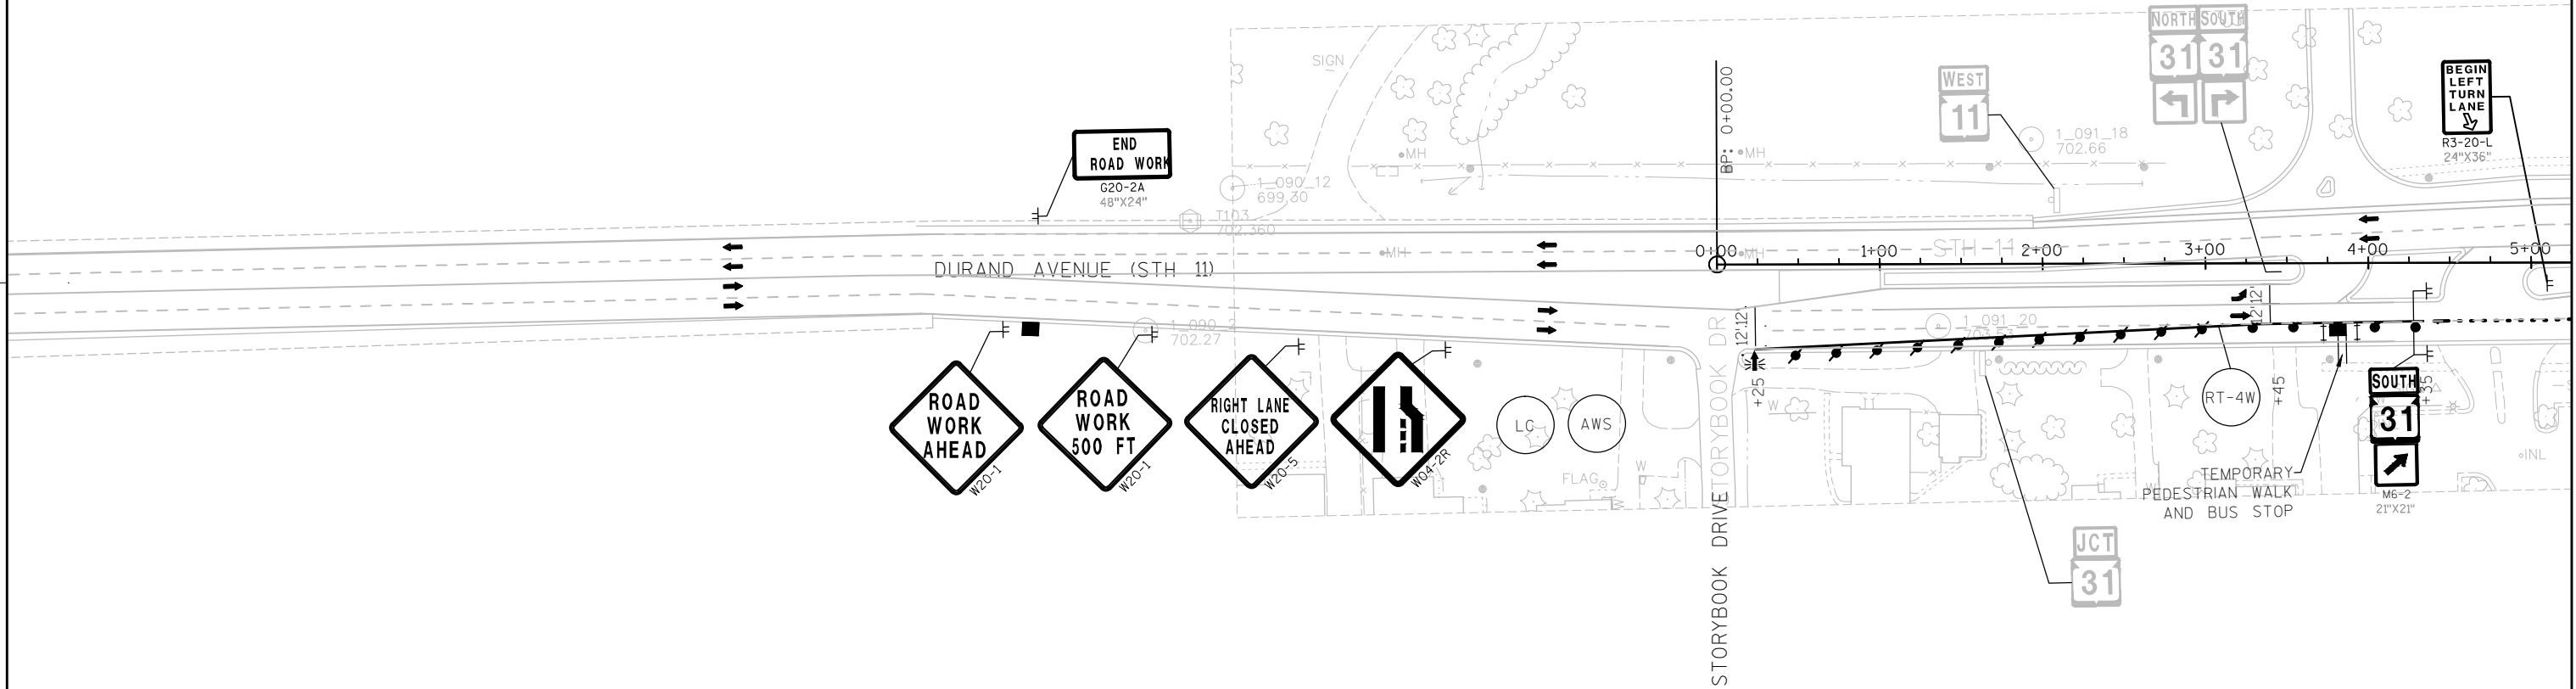 NORTH SOUTH
31 31
SIGN
WEST
11
BEGIN
LEFT
TURN
LANE
R3-20-L
24"X36"
BP: 0+00.00
1_091_18
702.66
MH
MH
END
ROAD WORK
G20-2A
48"X24"
1_090_12
699.30
T103
702.360
MH
MH
0+00
1+00
STH 11
2+00
3+00
4+00
5+00
DURAND AVENUE (STH 11)
702.27
1_091_20
12'
12'
12'
12'
+25
+45
+35
ROAD
WORK
AHEAD
W20-1
ROAD
WORK
500 FT
W20-1
RIGHT LANE
CLOSED
AHEAD
W20-5
W04-2R
LC
AWS
STORYBOOK DR
STORYBOOK DRIVE
W
W
FLAG
RT-4W
SOUTH
31
M6-2
21"X21"
INL
TEMPORARY
PEDESTRIAN WALK
AND BUS STOP
JCT
31